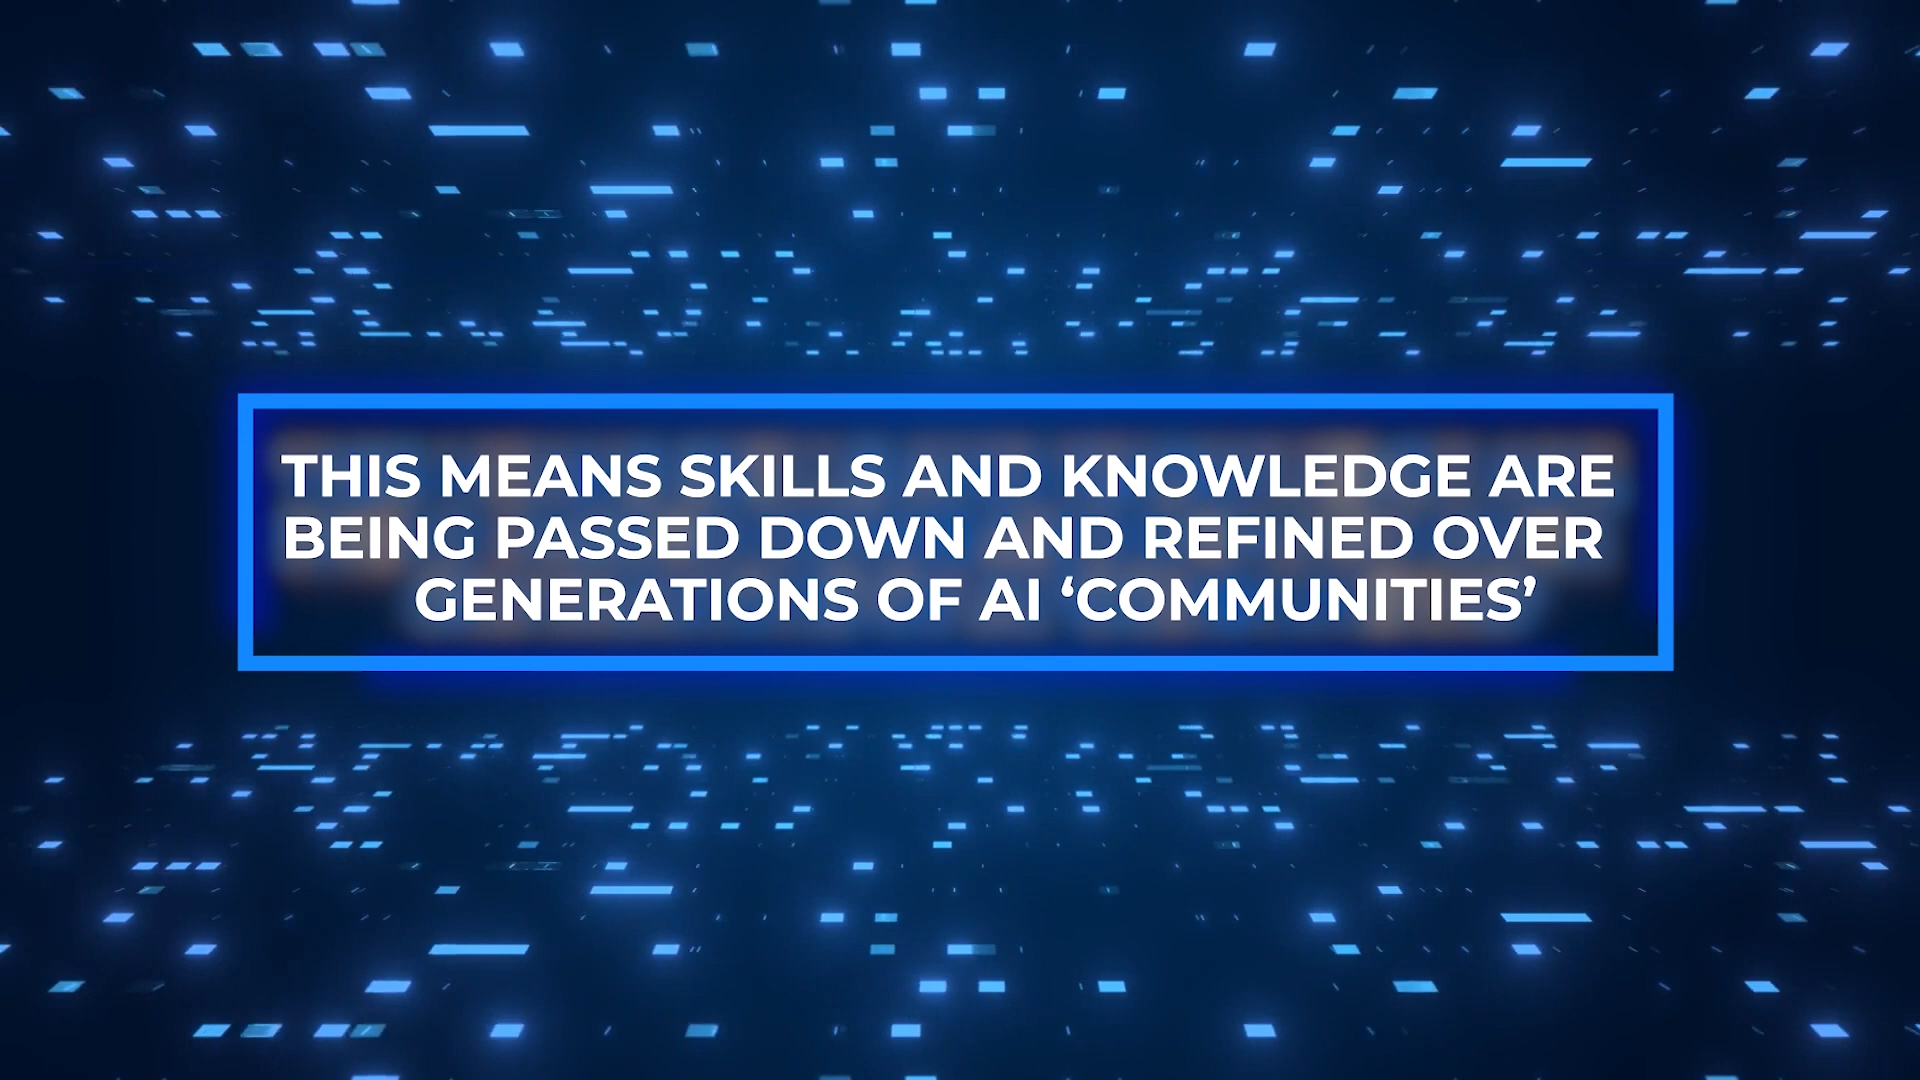 THIS MEANS SKILLS AND KNOWLEDGE ARE
BEING PASSED DOWN AND REFINED OVER
GENERATIONS OF AI ‘COMMUNITIES’